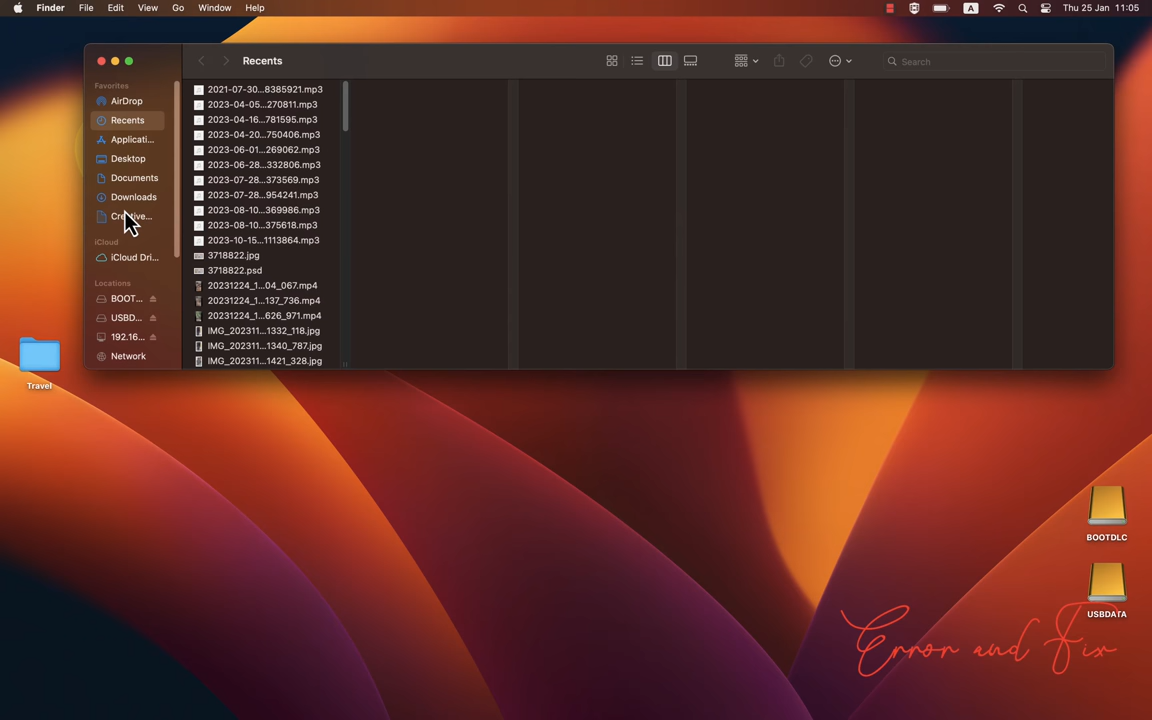 Finder File Edit View Go Window Help
A Thu 25 Jan 11:05
Recents
Search
Favorites
AirDrop
Recents
Applicati...
Desktop
Documents
Downloads
iCloud
iCloud Dri...
Locations
BOOT...
USBD...
192.16...
Network
2021-07-30...8385921.mp3
2023-04-05...270811.mp3
2023-04-16...781595.mp3
2023-04-20...750406.mp3
2023-06-01...269062.mp3
2023-06-28...332806.mp3
2023-07-28...373569.mp3
2023-07-28...954241.mp3
2023-08-10...369986.mp3
2023-08-10...375618.mp3
2023-10-15...1113864.mp3
3718822.jpg
3718822.psd
20231224_1...04_067.mp4
20231224_1...137_736.mp4
20231224_1...626_971.mp4
IMG_202311...1332_118.jpg
IMG_202311...1340_787.jpg
IMG_202311...1421_328.jpg
Travel
BOOTDLC
USBDATA
Error and Fix